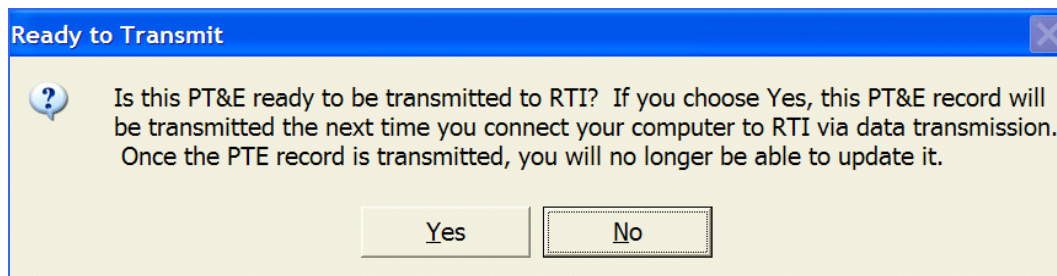 Ready to Transmit
Is this PT&E ready to be transmitted to RTI?  If you choose Yes, this PT&E record will
be transmitted the next time you connect your computer to RTI via data transmission.
Once the PTE record is transmitted, you will no longer be able to update it.
Yes No